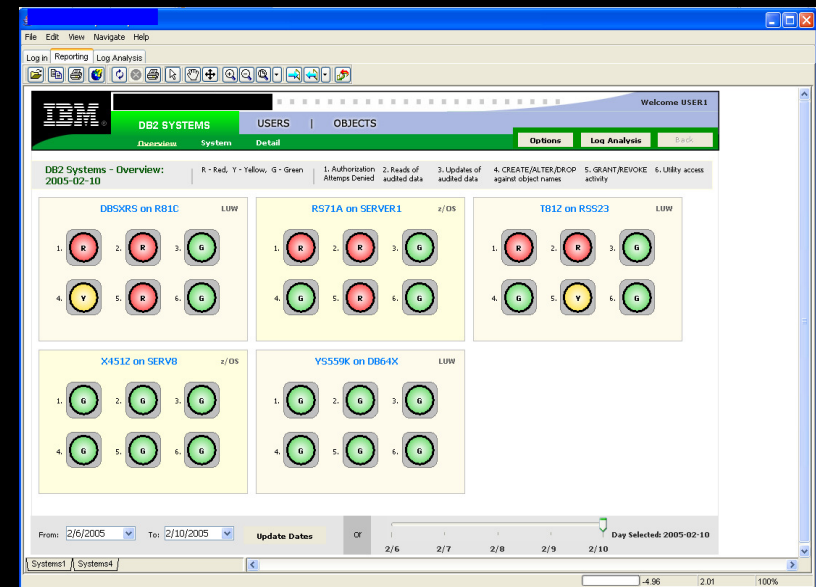 File Edit View Navigate Help
Log in Reporting Log Analysis
IBM
Welcome USER1
DB2 SYSTEMS USERS | OBJECTS
Overview System Detail Options Log Analysis Back
DB2 Systems - Overview:
2005-02-10
R - Red, Y - Yellow, G - Green
1. Authorization
Attemps Denied
2. Reads of
audited data
3. Updates of
audited data
4. CREATE/ALTER/DROP
against object names
5. GRANT/REVOKE
activity
6. Utility access
DBSXRS on R81C LUW
1. R 2. R 3. G
4. Y 5. R 6. G
RS71A on SERVER1 z/OS
1. R 2. R 3. G
4. G 5. R 6. G
T81Z on RSS23 LUW
1. R 2. R 3. G
4. G 5. Y 6. G
X451Z on SERV8 z/OS
1. G 2. G 3. G
4. G 5. G 6. G
YS559K on DB64X LUW
1. G 2. G 3. G
4. G 5. G 6. G
From: 2/6/2005 To: 2/10/2005 Update Dates or
2/6 2/7 2/8 2/9 2/10
Day Selected: 2005-02-10
Systems1 Systems4
-4.96 2.01 100%